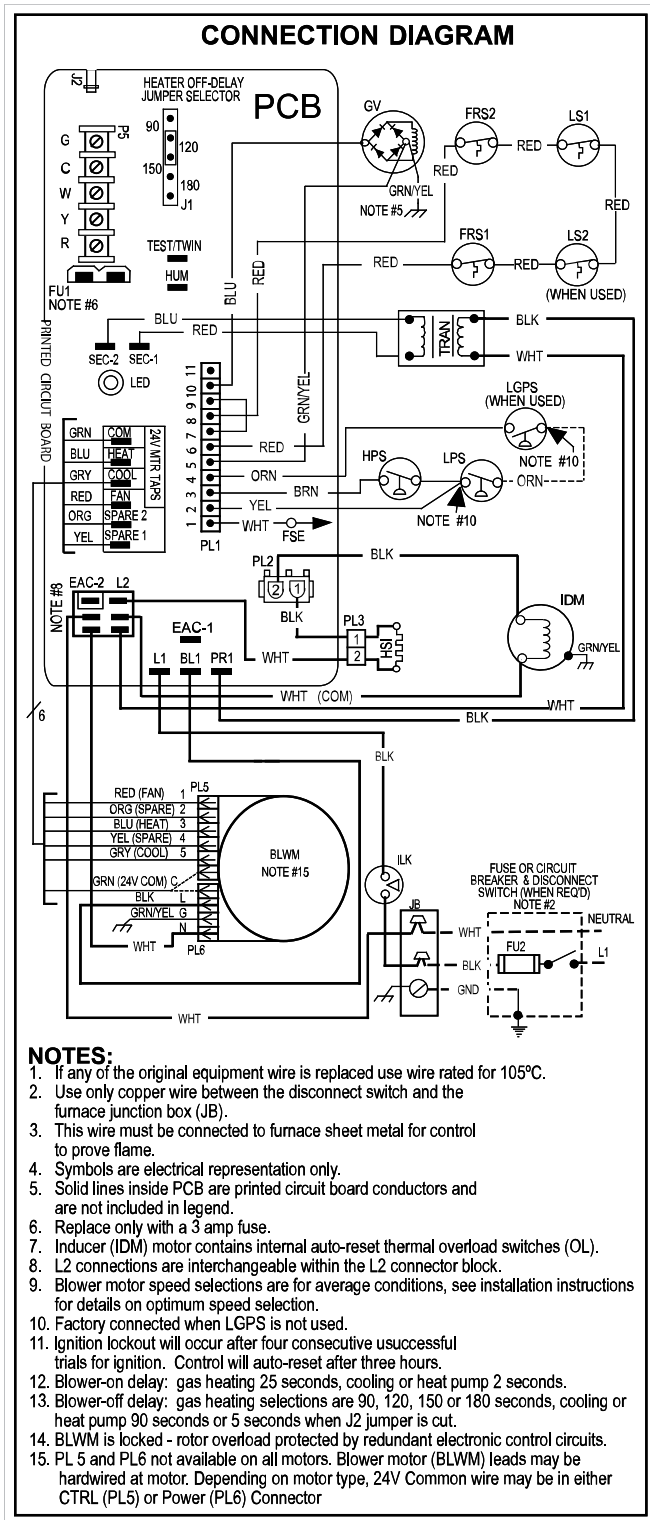 CONNECTION DIAGRAM
J2
HEATER OFF-DELAY
JUMPER SELECTOR
PCB
GV
FRS2
LS1
P5
90
120
150
180
J1
G
C
W
Y
R
RED
RED
RED
GRN/YEL
NOTE #5
TEST/TWIN
HUM
FU1
NOTE #6
BLU
RED
FRS1
LS2
RED
RED
(WHEN USED)
PRINTED CIRCIUT BOARD
BLU
RED
TRAN
BLK
WHT
SEC-2
SEC-1
LED
GRN/YEL
LGPS
(WHEN USED)
11
10
9
8
7
6
5
4
3
2
1
PL1
GRN
COM
BLU
HEAT
GRY
COOL
RED
FAN
ORG
SPARE 2
YEL
SPARE 1
24V MTR TAPS
RED
ORN
BRN
YEL
WHT
FSE
HPS
LPS
NOTE #10
ORN
NOTE #10
PL2
2
1
BLK
BLK
PL3
1
2
HSI
IDM
GRN/YEL
NOTE #8
EAC-2
L2
EAC-1
L1
BL1
PR1
WHT
WHT (COM)
WHT
BLK
6
BLK
RED (FAN) 1
PL5
ORG (SPARE) 2
BLU (HEAT) 3
YEL (SPARE) 4
GRY (COOL) 5
GRN (24V COM) C
BLK L
GRN/YEL G
N
WHT
PL6
BLWM
NOTE #15
ILK
JB
FUSE OR CIRCUIT
BREAKER & DISCONNECT
SWITCH (WHEN REQ'D)
NOTE #2
NEUTRAL
WHT
FU2
L1
BLK
GND
WHT
NOTES:
1. If any of the original equipment wire is replaced use wire rated for 105ºC.
2. Use only copper wire between the disconnect switch and the
furnace junction box (JB).
3. This wire must be connected to furnace sheet metal for control
to prove flame.
4. Symbols are electrical representation only.
5. Solid lines inside PCB are printed circuit board conductors and
are not included in legend.
6. Replace only with a 3 amp fuse.
7. Inducer (IDM) motor contains internal auto-reset thermal overload switches (OL).
8. L2 connections are interchangeable within the L2 connector block.
9. Blower motor speed selections are for average conditions, see installation instructions
for details on optimum speed selection.
10. Factory connected when LGPS is not used.
11. Ignition lockout will occur after four consecutive usuccessful
trials for ignition. Control will auto-reset after three hours.
12. Blower-on delay: gas heating 25 seconds, cooling or heat pump 2 seconds.
13. Blower-off delay: gas heating selections are 90, 120, 150 or 180 seconds, cooling or
heat pump 90 seconds or 5 seconds when J2 jumper is cut.
14. BLWM is locked - rotor overload protected by redundant electronic control circuits.
15. PL 5 and PL6 not available on all motors. Blower motor (BLWM) leads may be
hardwired at motor. Depending on motor type, 24V Common wire may be in either
CTRL (PL5) or Power (PL6) Connector